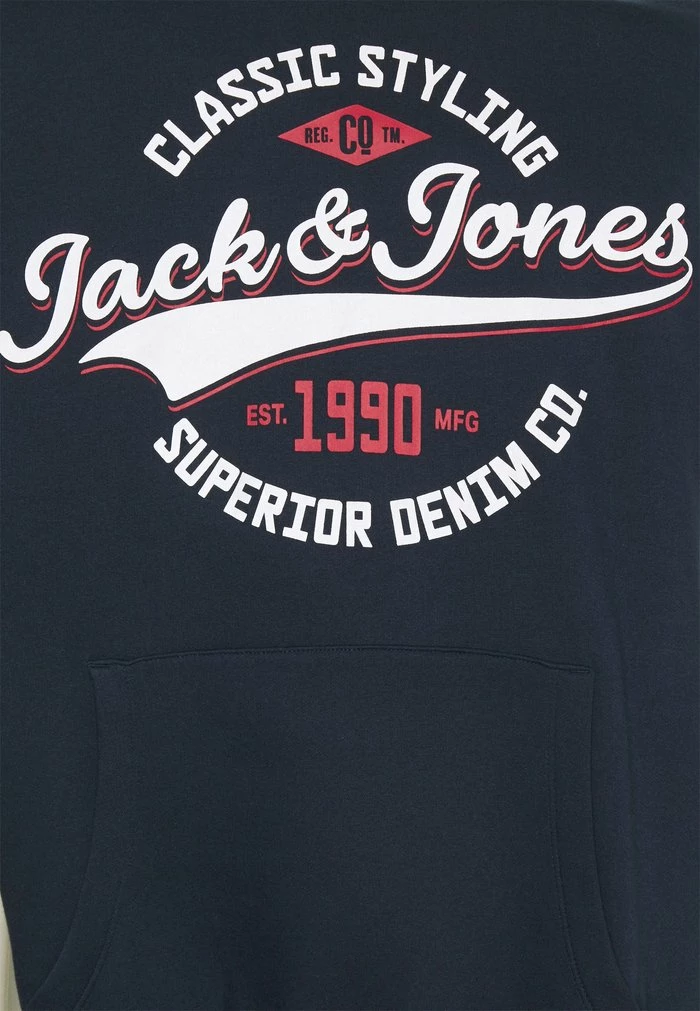 CLASSIC STYLING
REG. CO TM.
Jack & Jones
EST. 1990 MFG
SUPERIOR DENIM CO.